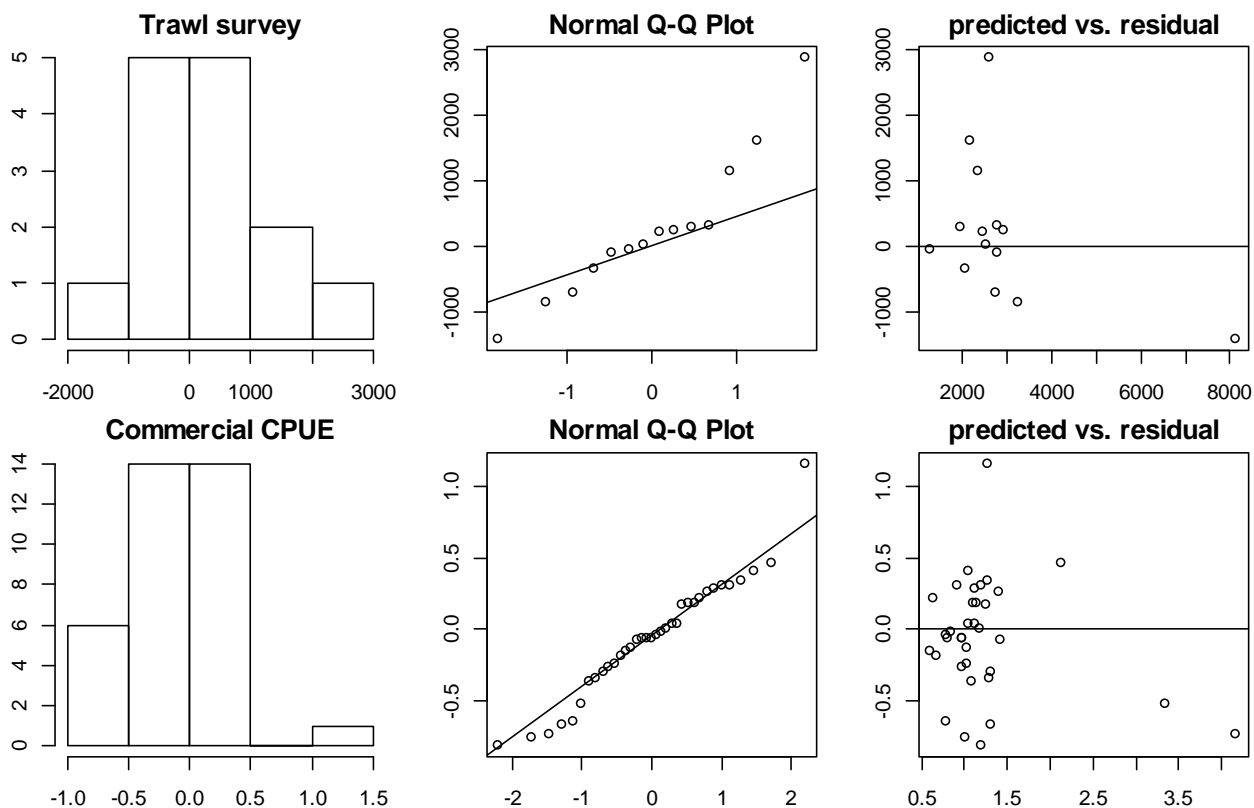 Trawl survey
Normal Q-Q Plot
predicted vs. residual
5
4
3
2
1
0
-2000 0 1000 3000
3000
2000
1000
0
-1000
-1 0 1
3000
2000
1000
0
-1000
2000 4000 6000 8000
Commercial CPUE
Normal Q-Q Plot
predicted vs. residual
14
12
10
8
6
4
2
0
-1.0 -0.5 0.0 0.5 1.0 1.5
1.0
0.5
0.0
-0.5
-2 -1 0 1 2
1.0
0.5
0.0
-0.5
0.5 1.5 2.5 3.5